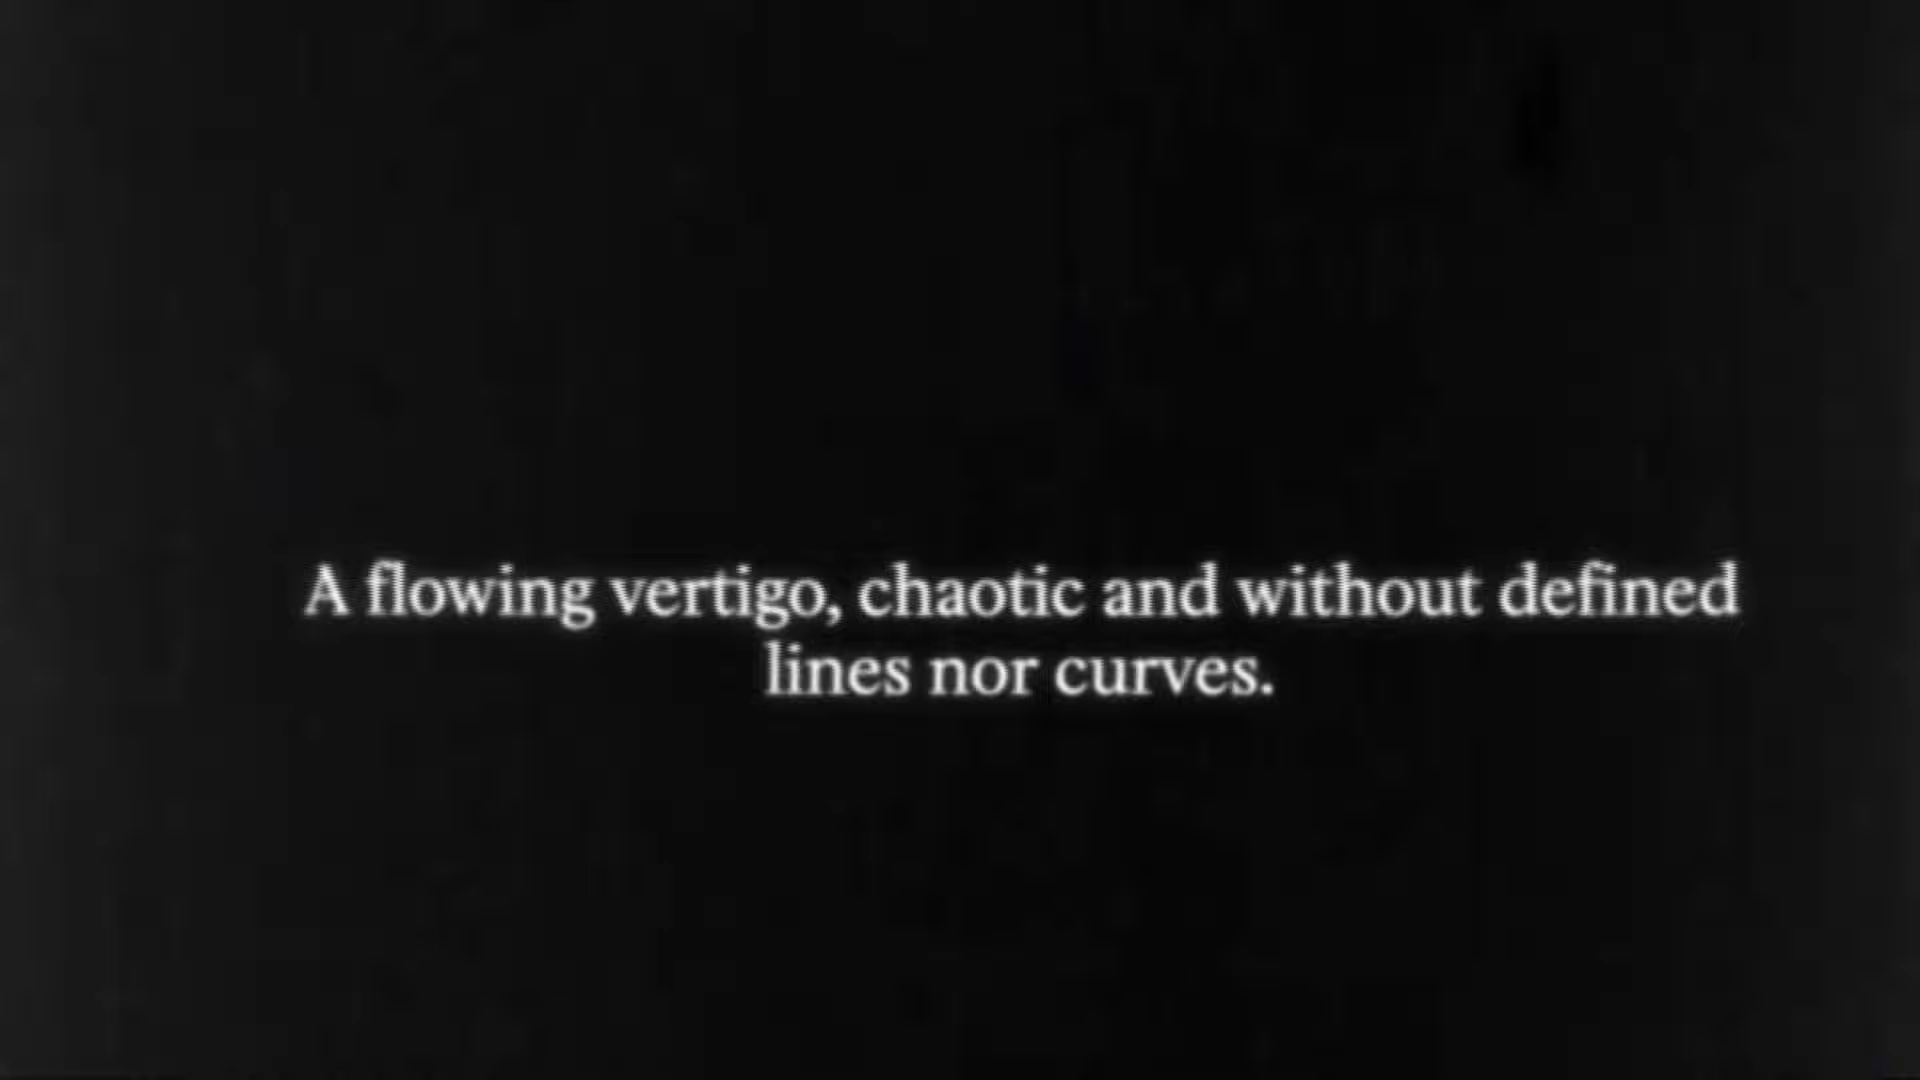 A flowing vertigo, chaotic and without defined
lines nor curves.